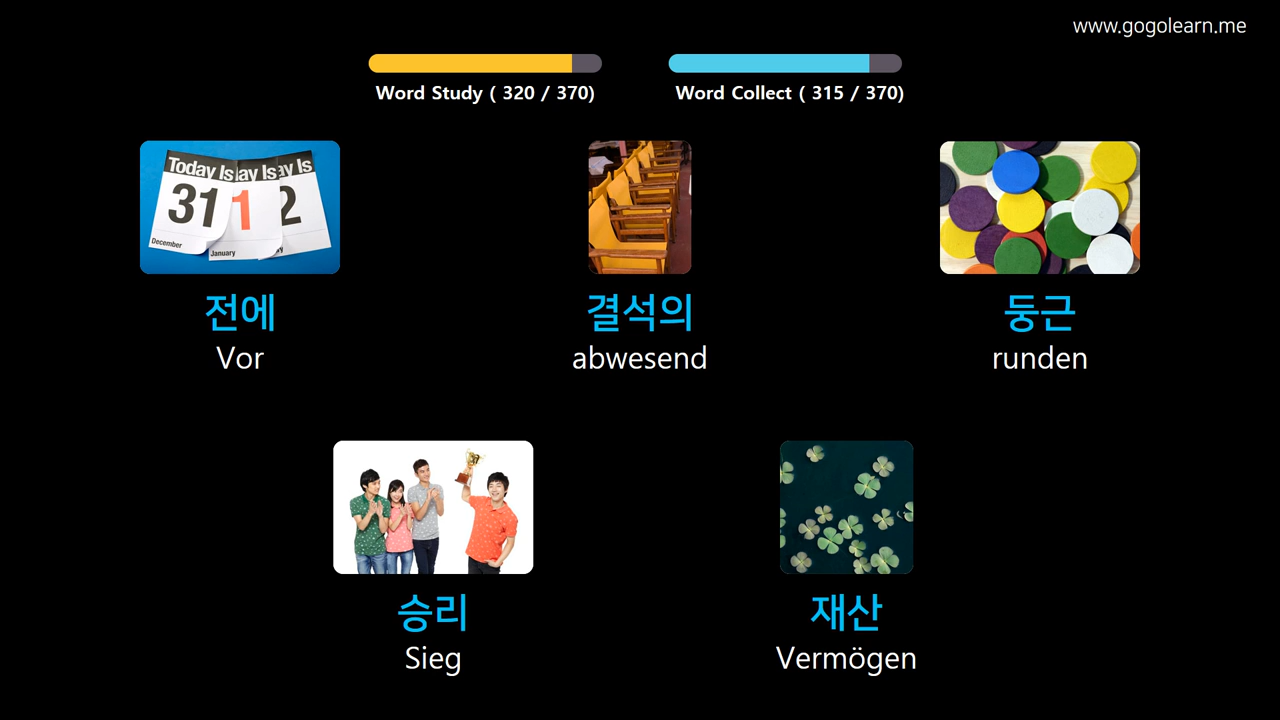 www.gogolearn.me
Word Study ( 320 / 370)
Word Collect ( 315 / 370)
Today Is
ay Is
ay Is
31
1
2
December
January
전에
Vor
결석의
abwesend
둥근
runden
승리
Sieg
재산
Vermögen